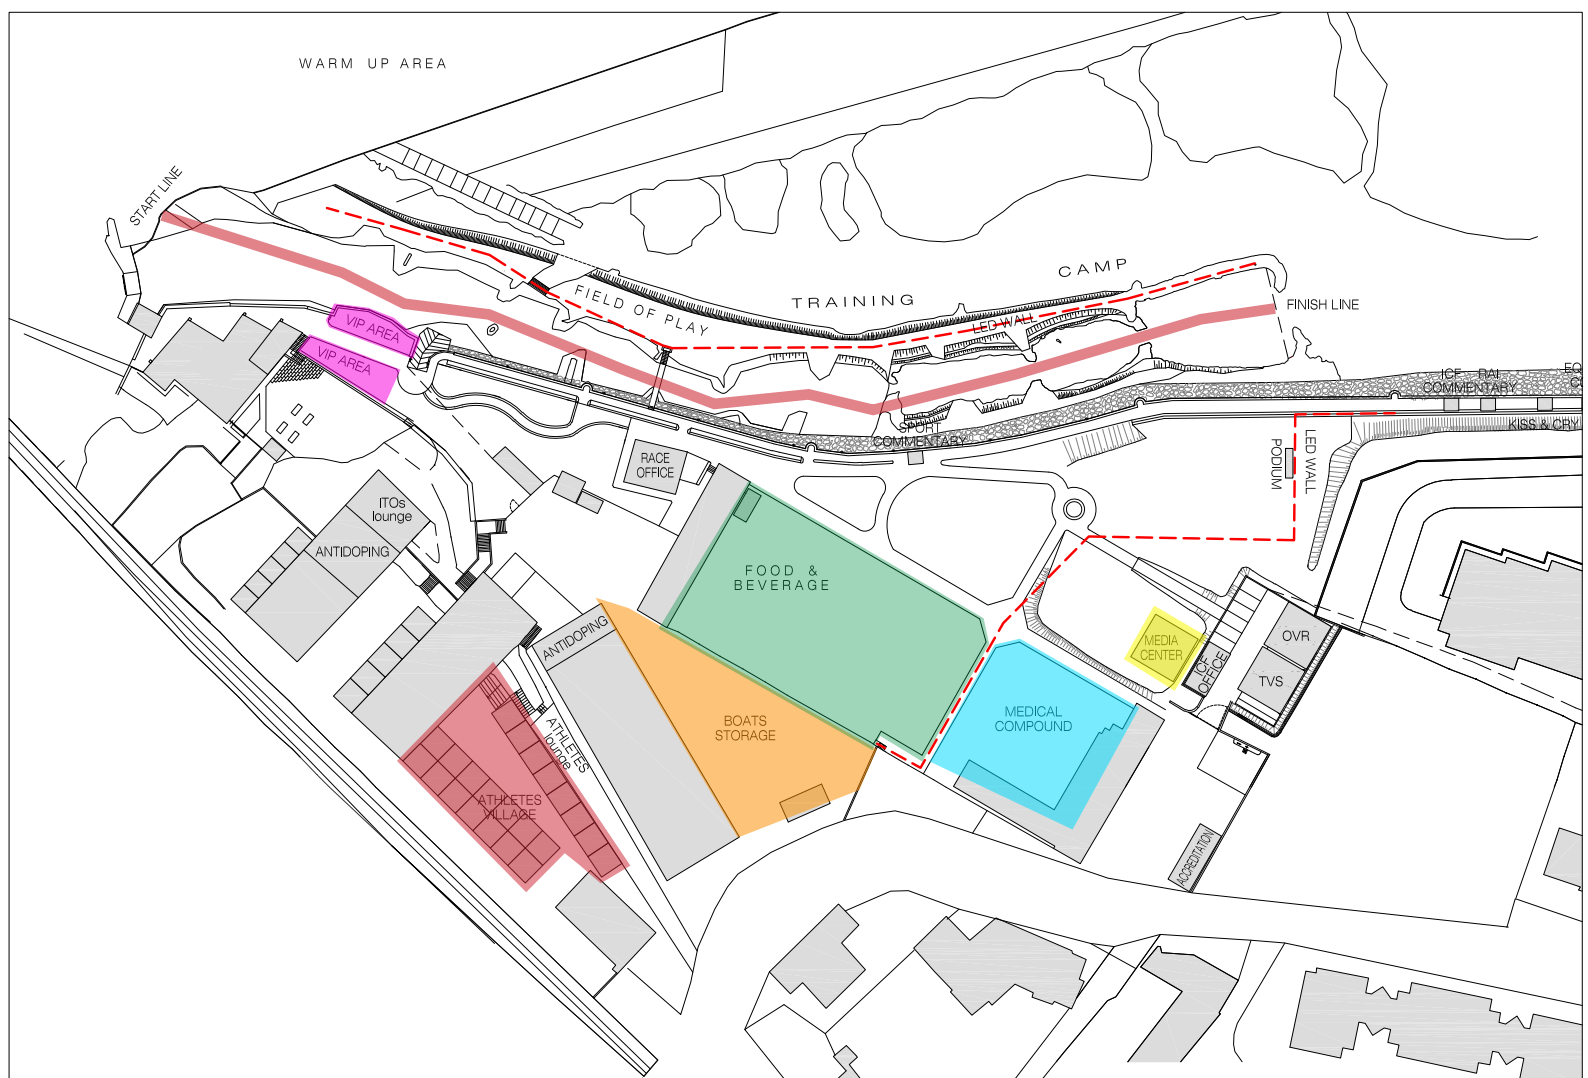 WARM UP AREA
START LINE
CAMP
TRAINING
FIELD OF PLAY
LED WALL
FINISH LINE
VIP AREA
VIP AREA
ICF
RAI
COMMENTARY
EQ
CO
KISS & CRY
SPORT
COMMENTARY
LED WALL
PODIUM
RACE
OFFICE
ITOs
lounge
ANTIDOPING
FOOD &
BEVERAGE
ANTIDOPING
MEDIA
CENTER
ICF
OFFICE
OVR
TVS
BOATS
STORAGE
MEDICAL
COMPOUND
ATHLETES
lounge
ATHLETES
VILLAGE
ACCREDITATION